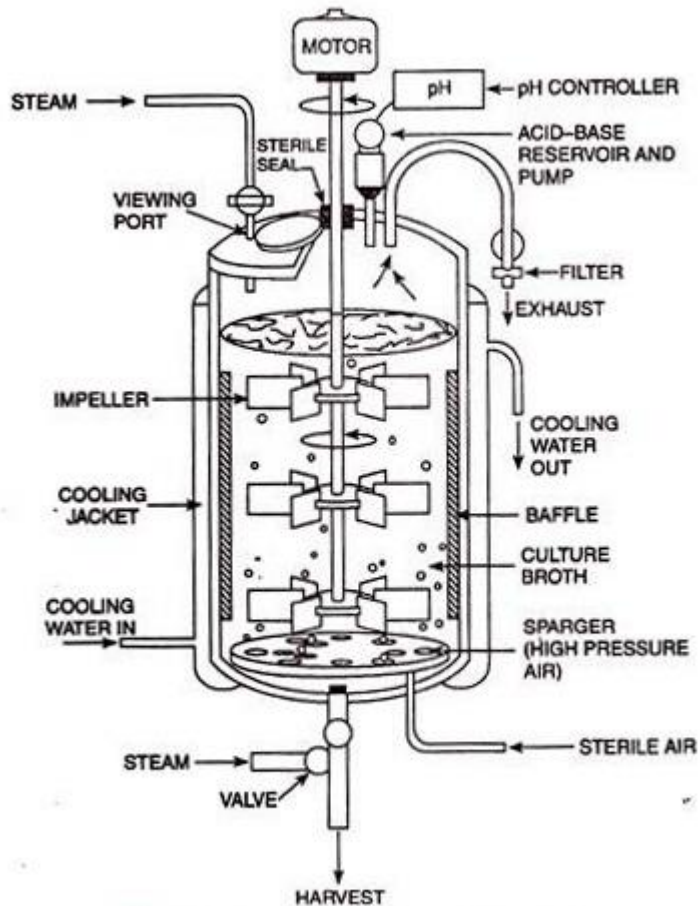 MOTOR
pH
pH CONTROLLER
STEAM
ACID–BASE
RESERVOIR AND
PUMP
STERILE
SEAL
VIEWING
PORT
FILTER
EXHAUST
IMPELLER
COOLING
WATER
OUT
COOLING
JACKET
BAFFLE
CULTURE
BROTH
COOLING
WATER IN
SPARGER
(HIGH PRESSURE
AIR)
STERILE AIR
STEAM
VALVE
HARVEST